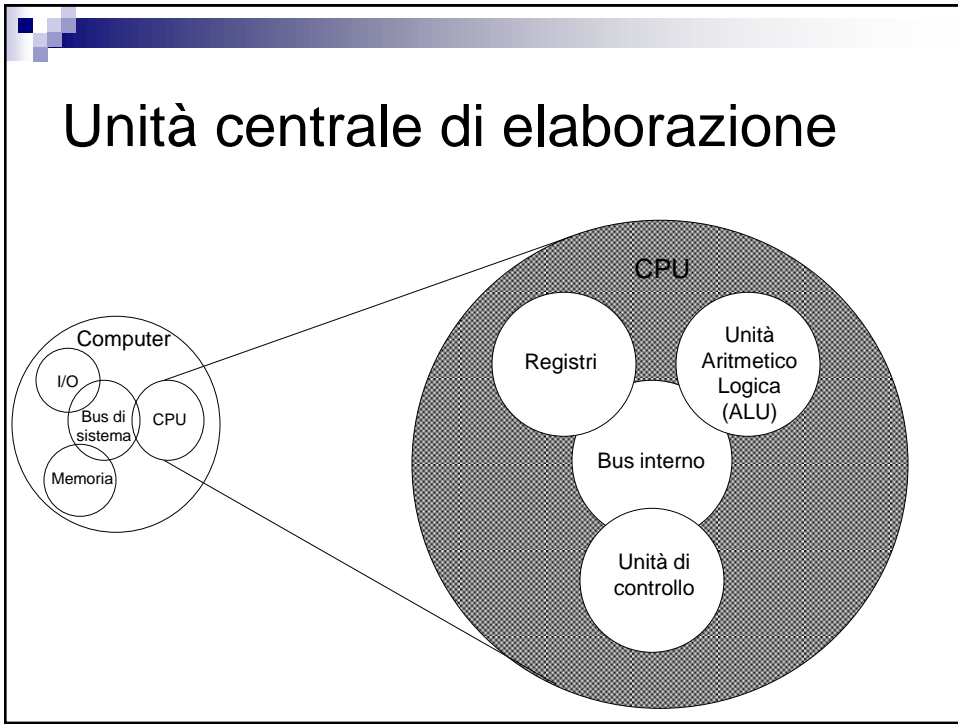 Unità centrale di elaborazione
Computer
I/O
Bus di
sistema
CPU
Memoria
CPU
Registri
Unità
Aritmetico
Logica
(ALU)
Bus interno
Unità di
controllo